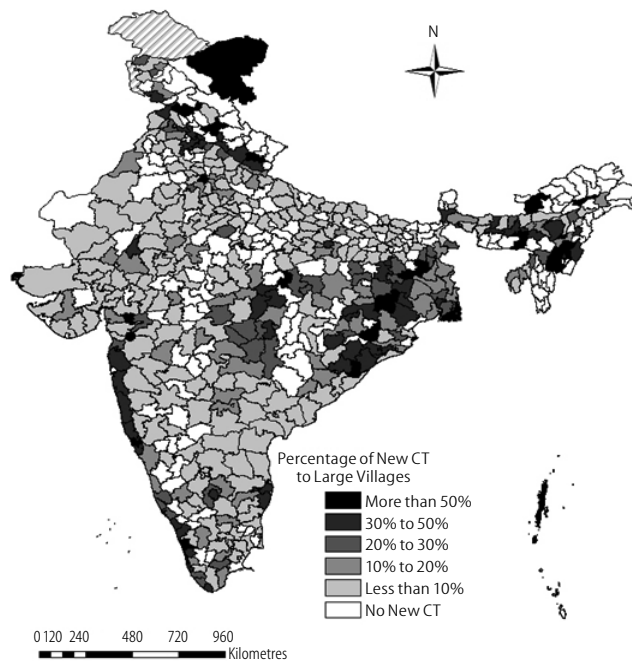 N
Percentage of New CT
to Large Villages
More than 50%
30% to 50%
20% to 30%
10% to 20%
Less than 10%
No New CT
0 120 240 480 720 960
Kilometres